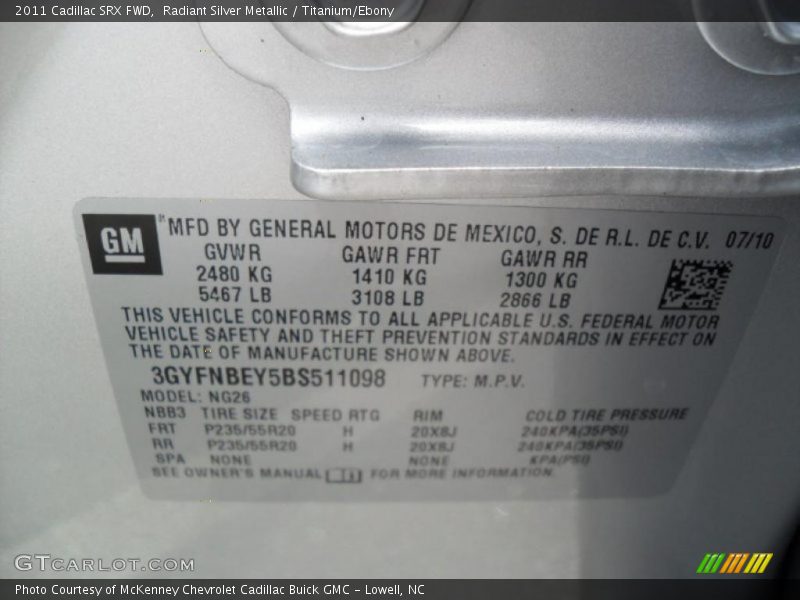 2011 Cadillac SRX FWD, Radiant Silver Metallic / Titanium/Ebony
GM
MFD BY GENERAL MOTORS DE MEXICO, S. DE R.L. DE C.V. 07/10
GVWR GAWR FRT GAWR RR
2480 KG 1410 KG 1300 KG
5467 LB 3108 LB 2866 LB
THIS VEHICLE CONFORMS TO ALL APPLICABLE U.S. FEDERAL MOTOR
VEHICLE SAFETY AND THEFT PREVENTION STANDARDS IN EFFECT ON
THE DATE OF MANUFACTURE SHOWN ABOVE.
3GYFNBEY5BS511098 TYPE: M.P.V.
MODEL: NG26
NBB3 TIRE SIZE SPEED RTG RIM COLD TIRE PRESSURE
FRT P235/55R20 H 20X8J 240KPA(35PSI)
RR P235/55R20 H 20X8J 240KPA(35PSI)
SPA NONE NONE KPA(PSI)
SEE OWNER'S MANUAL FOR MORE INFORMATION.
GTCARLOT.COM
Photo Courtesy of McKenney Chevrolet Cadillac Buick GMC - Lowell, NC